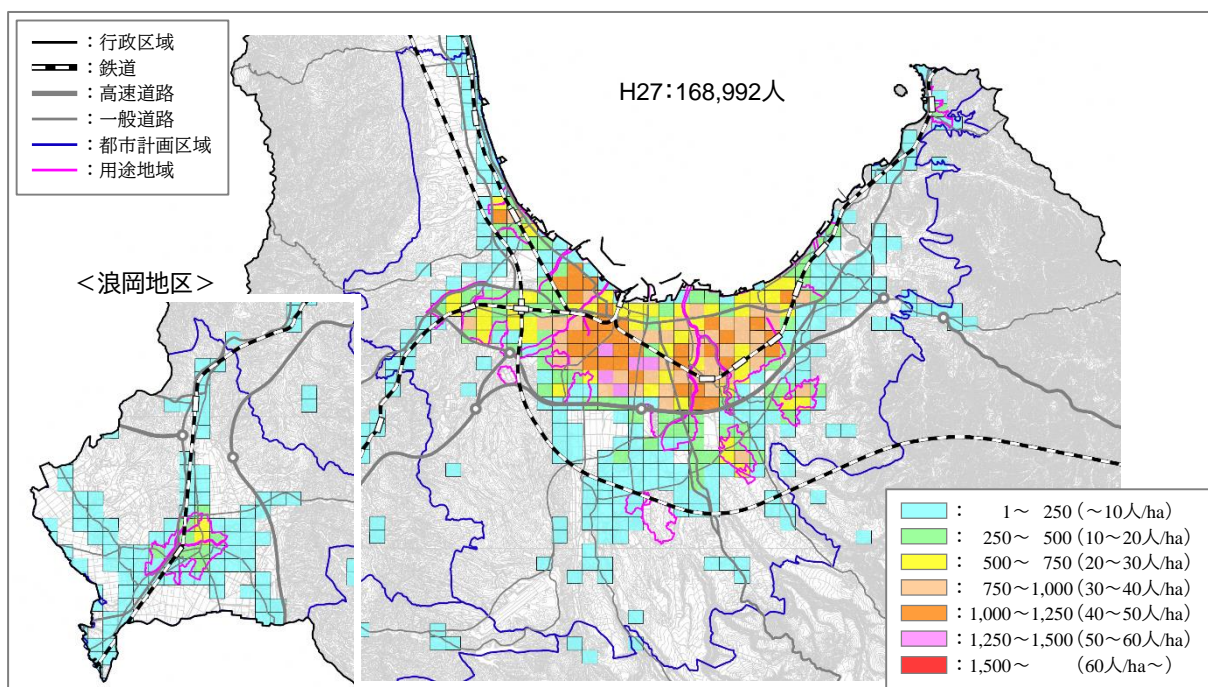 ：行政区域
：鉄道
：高速道路
：一般道路
：都市計画区域
：用途地域
H27：168,992人
＜浪岡地区＞
： 1～ 250（～10人/ha）
： 250～ 500（10～20人/ha）
： 500～ 750（20～30人/ha）
： 750～1,000（30～40人/ha）
：1,000～1,250（40～50人/ha）
：1,250～1,500（50～60人/ha）
：1,500～ （60人/ha～）